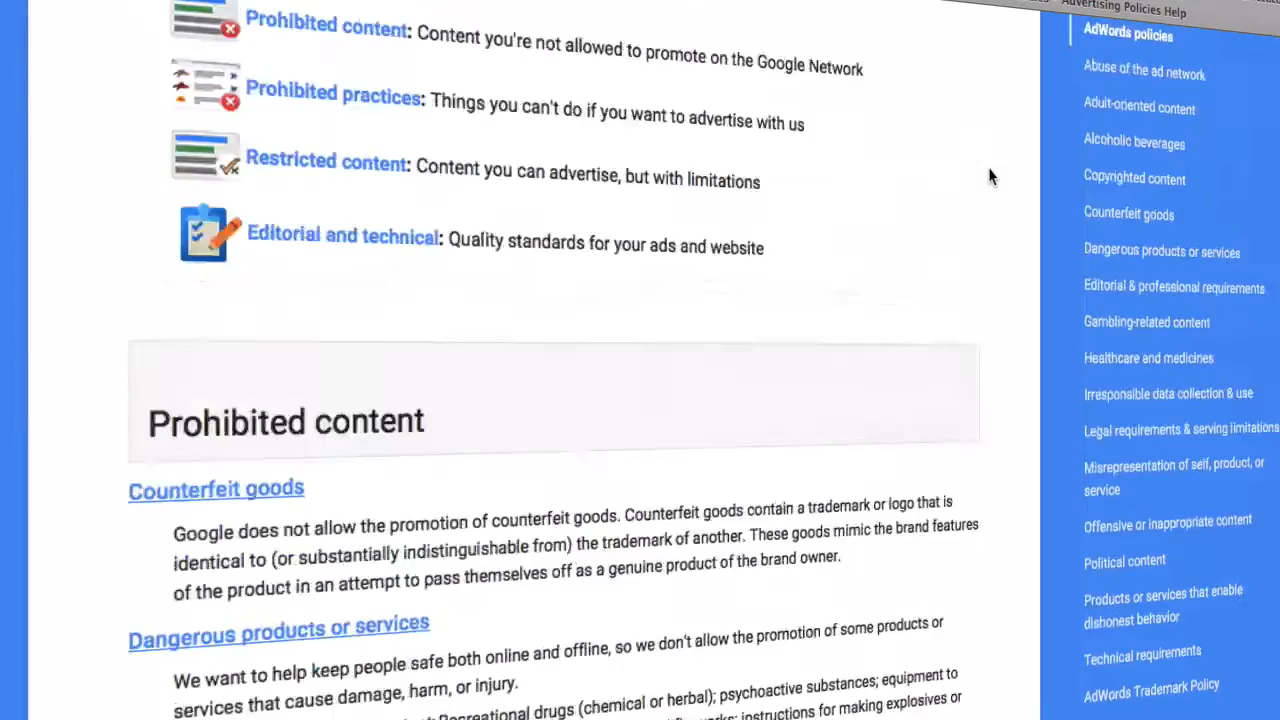 Advertising Policies Help
Prohibited content: Content you're not allowed to promote on the Google Network
Prohibited practices: Things you can't do if you want to advertise with us
Restricted content: Content you can advertise, but with limitations
Editorial and technical: Quality standards for your ads and website
Prohibited content
Counterfeit goods
Google does not allow the promotion of counterfeit goods. Counterfeit goods contain a trademark or logo that is
identical to (or substantially indistinguishable from) the trademark of another. These goods mimic the brand features
of the product in an attempt to pass themselves off as a genuine product of the brand owner.
Dangerous products or services
We want to help keep people safe both online and offline, so we don't allow the promotion of some products or
services that cause damage, harm, or injury.
Recreational drugs (chemical or herbal); psychoactive substances; equipment to
instructions for making explosives or
AdWords policies
Abuse of the ad network
Adult-oriented content
Alcoholic beverages
Copyrighted content
Counterfeit goods
Dangerous products or services
Editorial & professional requirements
Gambling-related content
Healthcare and medicines
Irresponsible data collection & use
Legal requirements & serving limitations
Misrepresentation of self, product, or
service
Offensive or inappropriate content
Political content
Products or services that enable
dishonest behavior
Technical requirements
AdWords Trademark Policy